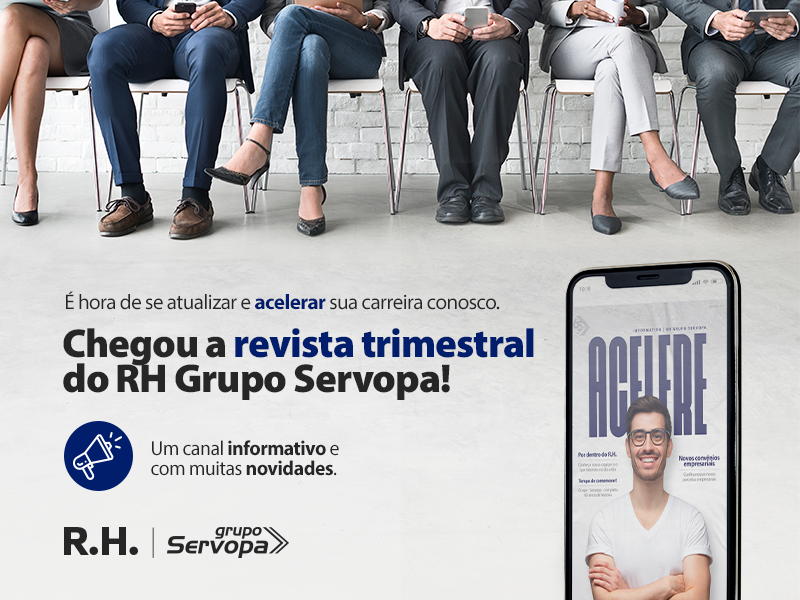 É hora de se atualizar e acelerar sua carreira conosco.
Chegou a revista trimestral
do RH Grupo Servopa!
Um canal informativo e
com muitas novidades.
R.H.
grupo
Servopa
INFORMATIVO | RH GRUPO SERVOPA
ACELERE
Por dentro do R.H.
Tempo de comemorar!
Novos convênios
empresariais